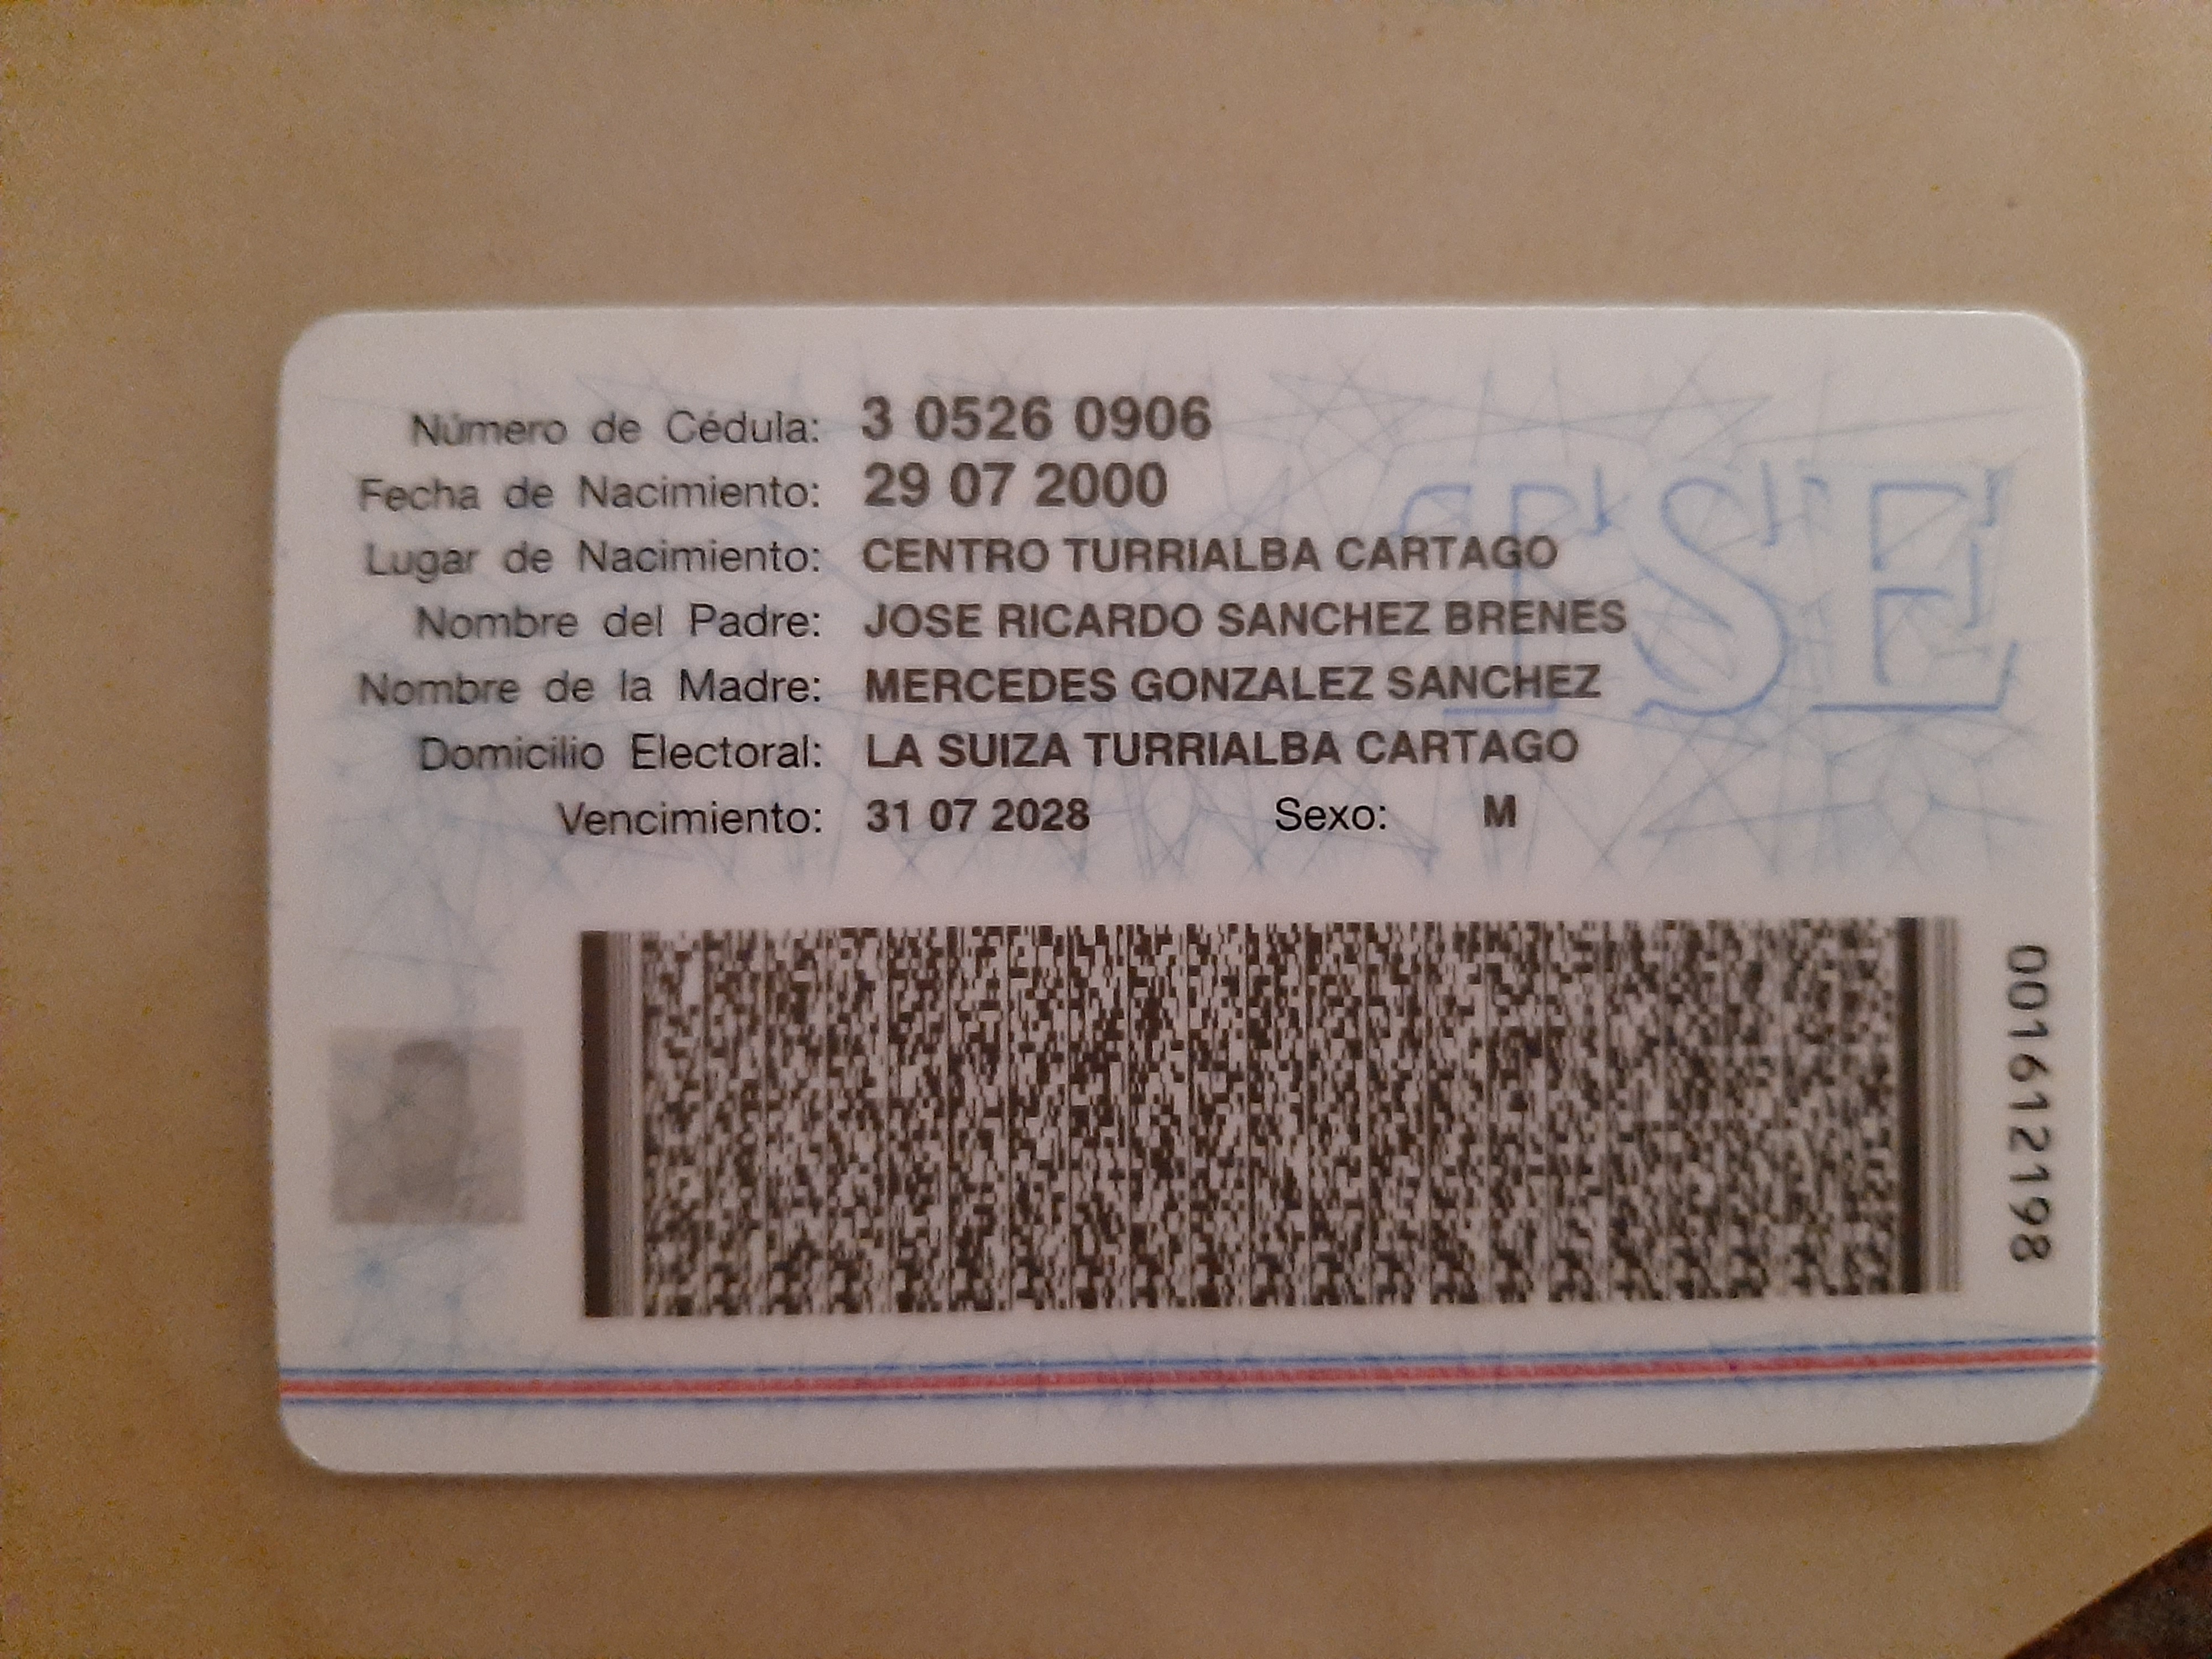 Número de Cédula: 3 0526 0906
Fecha de Nacimiento: 29 07 2000
Lugar de Nacimiento: CENTRO TURRIALBA CARTAGO
Nombre del Padre: JOSE RICARDO SANCHEZ BRENES
Nombre de la Madre: MERCEDES GONZALEZ SANCHEZ
Domicilio Electoral: LA SUIZA TURRIALBA CARTAGO
Vencimiento: 31 07 2028 Sexo: M
001612198